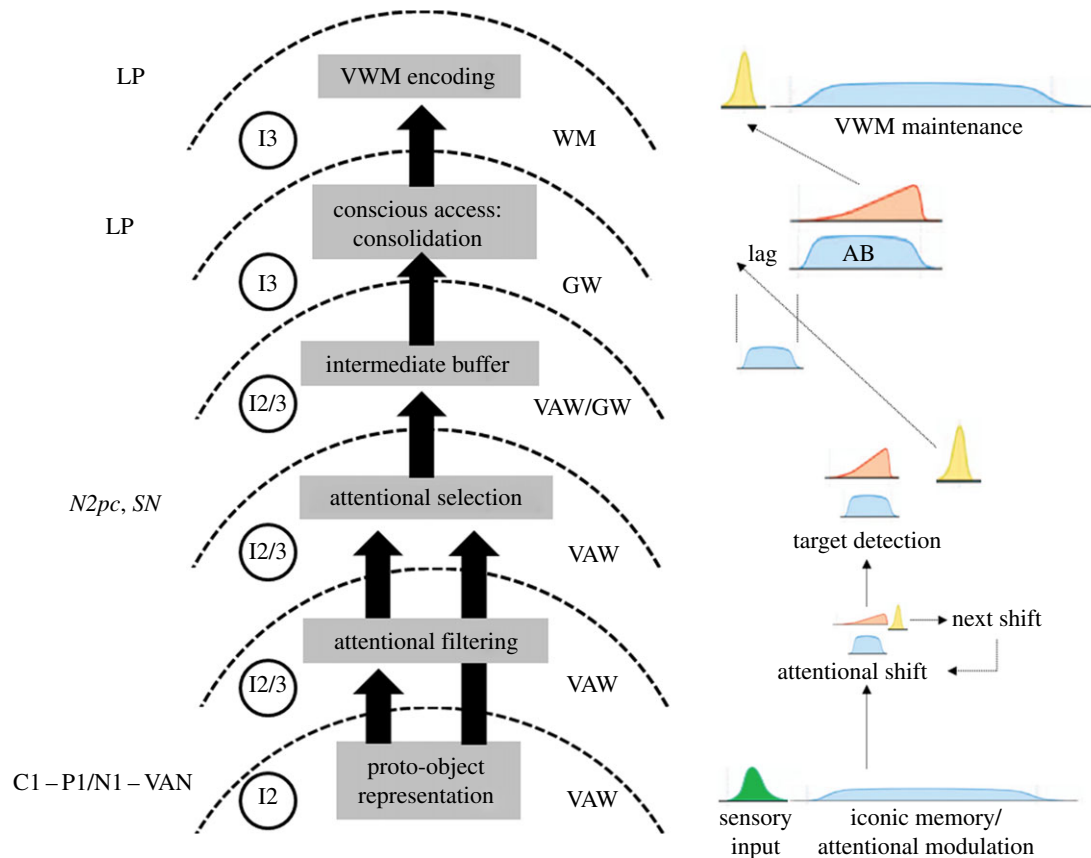 LP
VWM encoding
I3
WM
VWM maintenance
LP
conscious access:
consolidation
I3
GW
lag
AB
intermediate buffer
I2/3
VAW/GW
N2pc, SN
attentional selection
I2/3
VAW
target detection
attentional filtering
I2/3
VAW
next shift
attentional shift
C1 – P1/N1 – VAN
proto-object
representation
I2
VAW
sensory
input
iconic memory/
attentional modulation